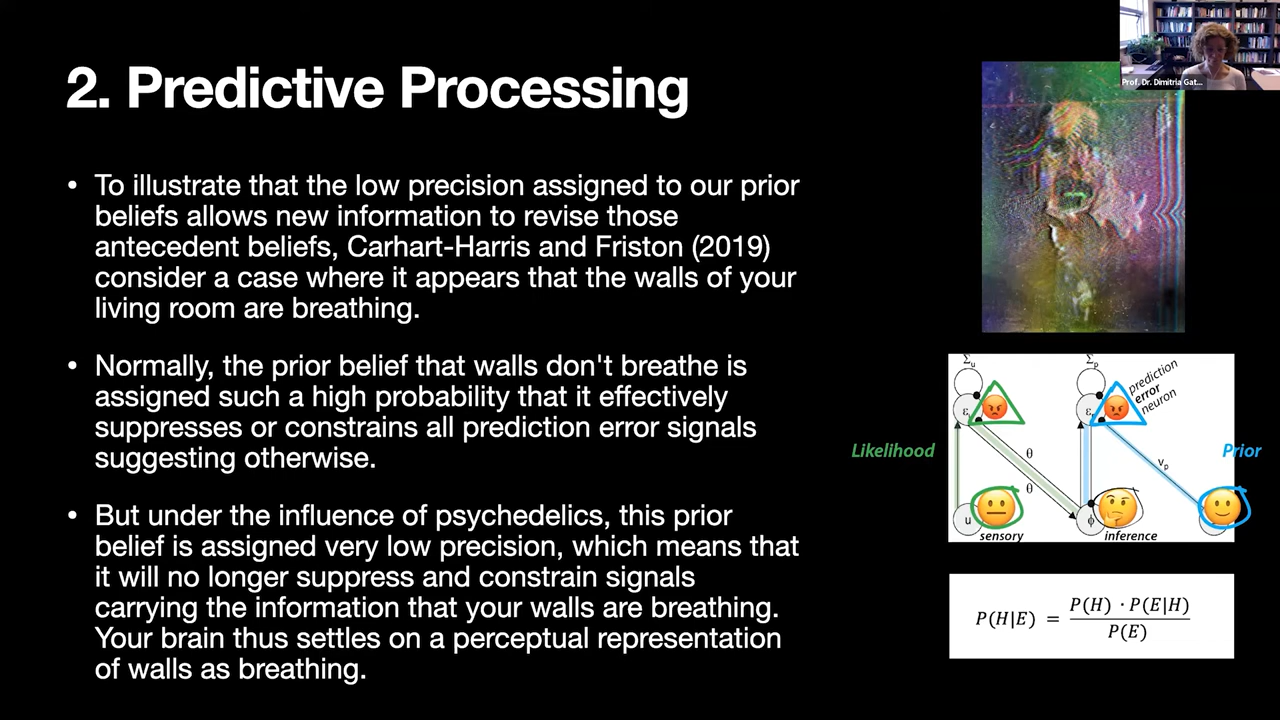 2. Predictive Processing
• To illustrate that the low precision assigned to our prior
beliefs allows new information to revise those
antecedent beliefs, Carhart-Harris and Friston (2019)
consider a case where it appears that the walls of your
living room are breathing.
• Normally, the prior belief that walls don't breathe is
assigned such a high probability that it effectively
suppresses or constrains all prediction error signals
suggesting otherwise.
• But under the influence of psychedelics, this prior
belief is assigned very low precision, which means that
it will no longer suppress and constrain signals
carrying the information that your walls are breathing.
Your brain thus settles on a perceptual representation
of walls as breathing.
Prof. Dr. Dimitria Gat...
Σu
Σp
prediction
error
neuron
ε
ε
Likelihood
θ
θ
vp
Prior
u
ϕ
sensory
inference
P(H|E) = P(H) · P(E|H)
P(E)